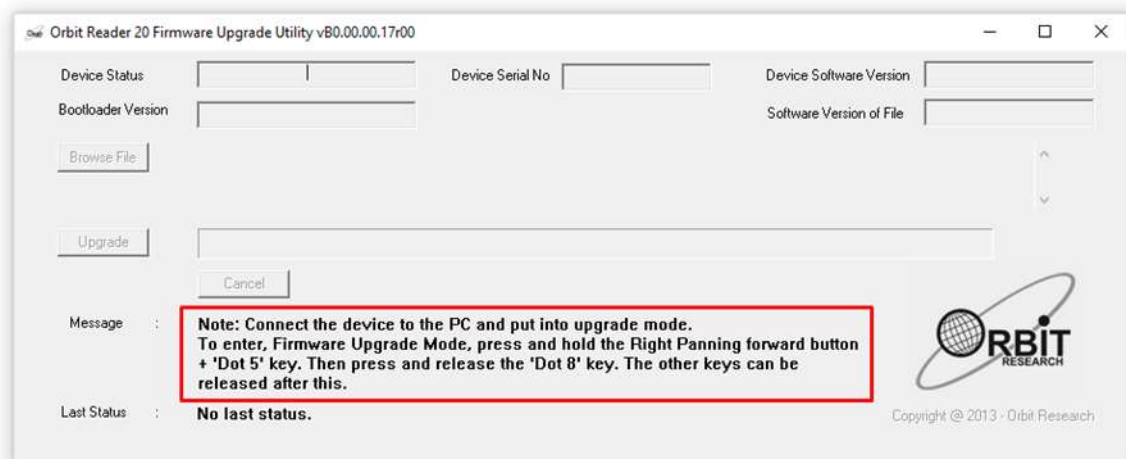 Orbit Reader 20 Firmware Upgrade Utility vB0.00.00.17r00
Device Status
Device Serial No
Device Software Version
Bootloader Version
Software Version of File
Browse File
Upgrade
Cancel
Message :
Note: Connect the device to the PC and put into upgrade mode.
To enter, Firmware Upgrade Mode, press and hold the Right Panning forward button
+ 'Dot 5' key. Then press and release the 'Dot 8' key. The other keys can be
released after this.
ORBIT
RESEARCH
Last Status :
No last status.
Copyright @ 2013 - Orbit Research